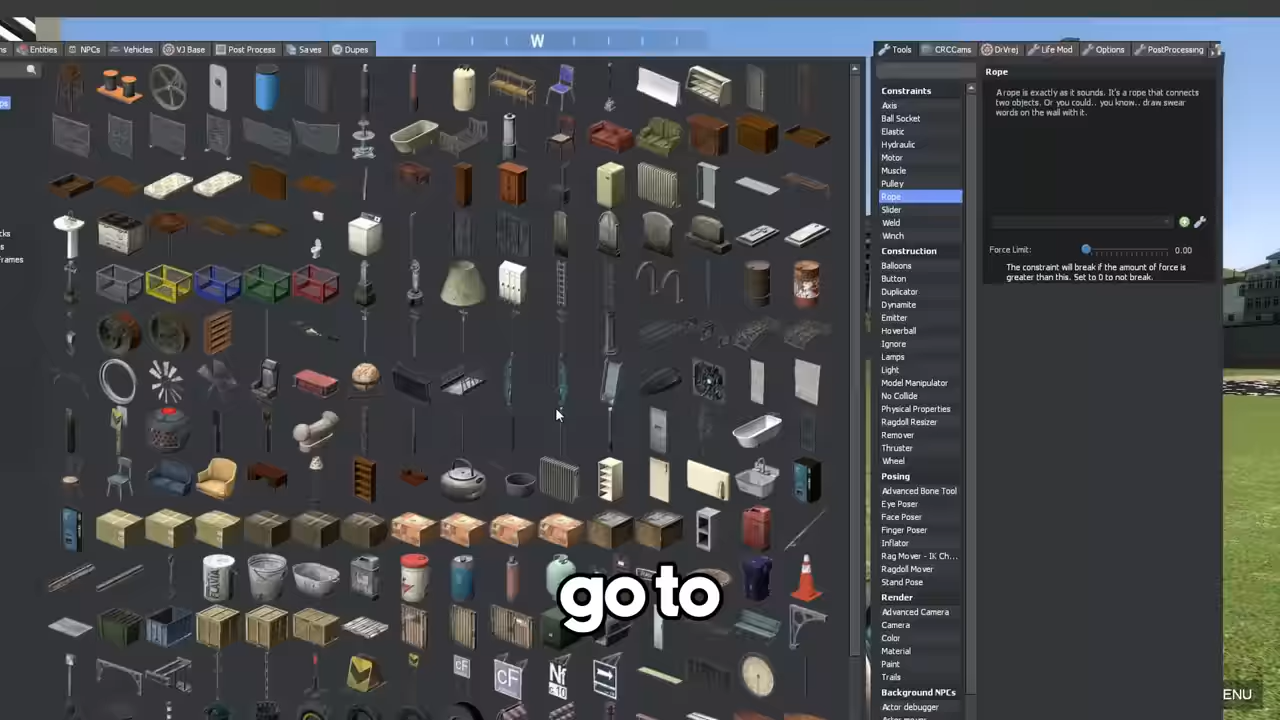 W
Entities
NPCs
Vehicles
VJ Base
Post Process
Saves
Dupes
Tools
CRCCams
DrVrej
Life Mod
Options
PostProcessing
Constraints
Axis
Ball Socket
Elastic
Hydraulic
Motor
Muscle
Pulley
Rope
Slider
Weld
Winch
Construction
Balloons
Button
Duplicator
Dynamite
Emitter
Hoverball
Ignore
Lamps
Light
Model Manipulator
No Collide
Physical Properties
Ragdoll Resizer
Remover
Thruster
Wheel
Posing
Advanced Bone Tool
Eye Poser
Face Poser
Finger Poser
Inflator
Rag Mover - IK Ch...
Ragdoll Mover
Stand Pose
Render
Advanced Camera
Camera
Color
Material
Paint
Trails
Background NPCs
Actor debugger
Rope
A rope is exactly as it sounds. It's a rope that connects
two objects. Or you could.. you know.. draw swear
words on the wall with it.
Force Limit:
0.00
The constraint will break if the amount of force is
greater than this. Set to 0 to not break.
go to
cF
cF
Nf
ENU